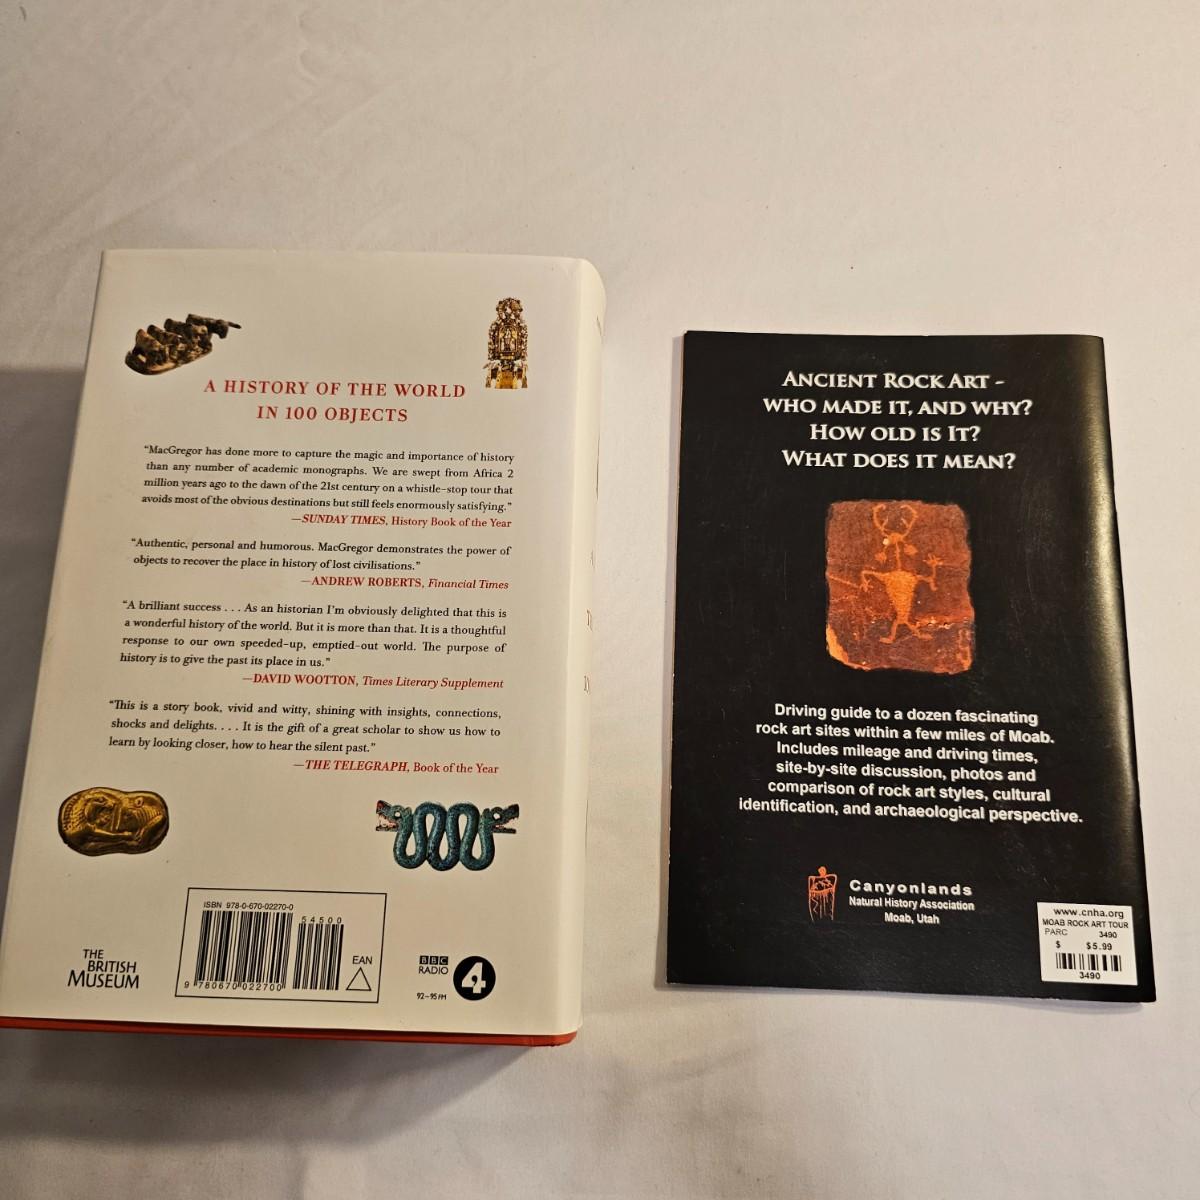 A HISTORY OF THE WORLD
IN 100 OBJECTS
“MacGregor has done more to capture the magic and importance of history
than any number of academic monographs. We are swept from Africa 2
million years ago to the dawn of the 21st century on a whistle-stop tour that
avoids most of the obvious destinations but still feels enormously satisfying.”
—SUNDAY TIMES, History Book of the Year
“Authentic, personal and humorous. MacGregor demonstrates the power of
objects to recover the place in history of lost civilisations.”
—ANDREW ROBERTS, Financial Times
“A brilliant success . . . As an historian I’m obviously delighted that this is
a wonderful history of the world. But it is more than that. It is a thoughtful
response to our own speeded-up, emptied-out world. The purpose of
history is to give the past its place in us.”
—DAVID WOOTTON, Times Literary Supplement
“This is a story book, vivid and witty, shining with insights, connections,
shocks and delights. . . . It is the gift of a great scholar to show us how to
learn by looking closer, how to hear the silent past.”
—THE TELEGRAPH, Book of the Year
ISBN 978-0-670-02270-0
54500
EAN
9 780670 022700
THE
BRITISH
MUSEUM
BBC
RADIO
4
92–95 FM
ANCIENT ROCK ART -
WHO MADE IT, AND WHY?
HOW OLD IS IT?
WHAT DOES IT MEAN?
Driving guide to a dozen fascinating
rock art sites within a few miles of Moab.
Includes mileage and driving times,
site-by-site discussion, photos and
comparison of rock art styles, cultural
identification, and archaeological perspective.
Canyonlands
Natural History Association
Moab, Utah
www.cnha.org
MOAB ROCK ART TOUR
PARC 3490
$ $5.99
3490